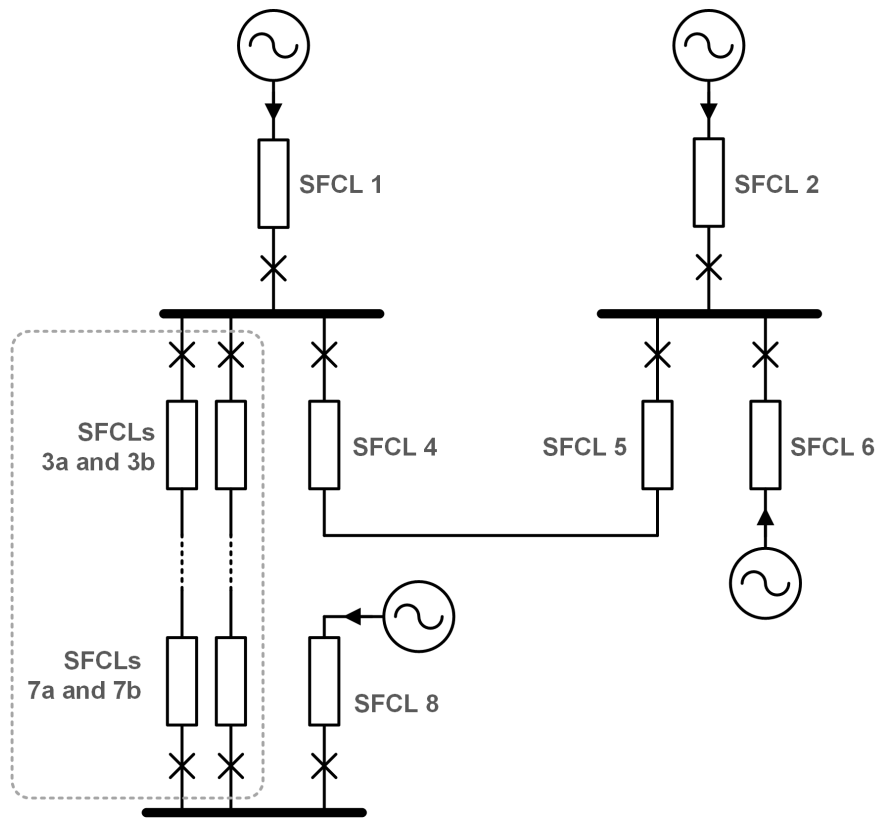 SFCL 1
SFCL 2
SFCLs
3a and 3b
SFCL 4
SFCL 5
SFCL 6
SFCLs
7a and 7b
SFCL 8